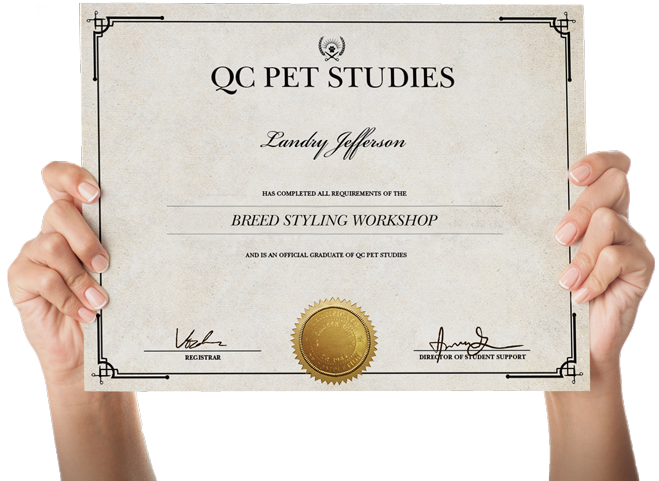 QC PET STUDIES
Landry Jefferson
HAS COMPLETED ALL REQUIREMENTS OF THE
BREED STYLING WORKSHOP
AND IS AN OFFICIAL GRADUATE OF QC PET STUDIES
REGISTRAR
DIRECTOR OF STUDENT SUPPORT